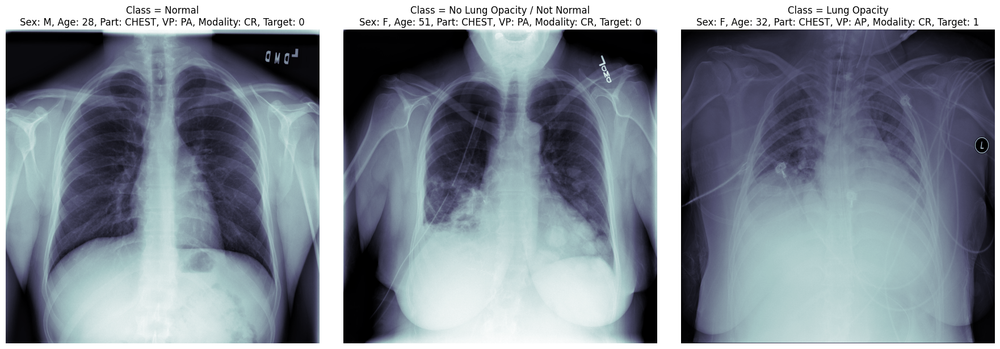 Class = Normal
Sex: M, Age: 28, Part: CHEST, VP: PA, Modality: CR, Target: 0
DMD L
Class = No Lung Opacity / Not Normal
Sex: F, Age: 51, Part: CHEST, VP: PA, Modality: CR, Target: 0
L
DMD
Class = Lung Opacity
Sex: F, Age: 32, Part: CHEST, VP: AP, Modality: CR, Target: 1
L